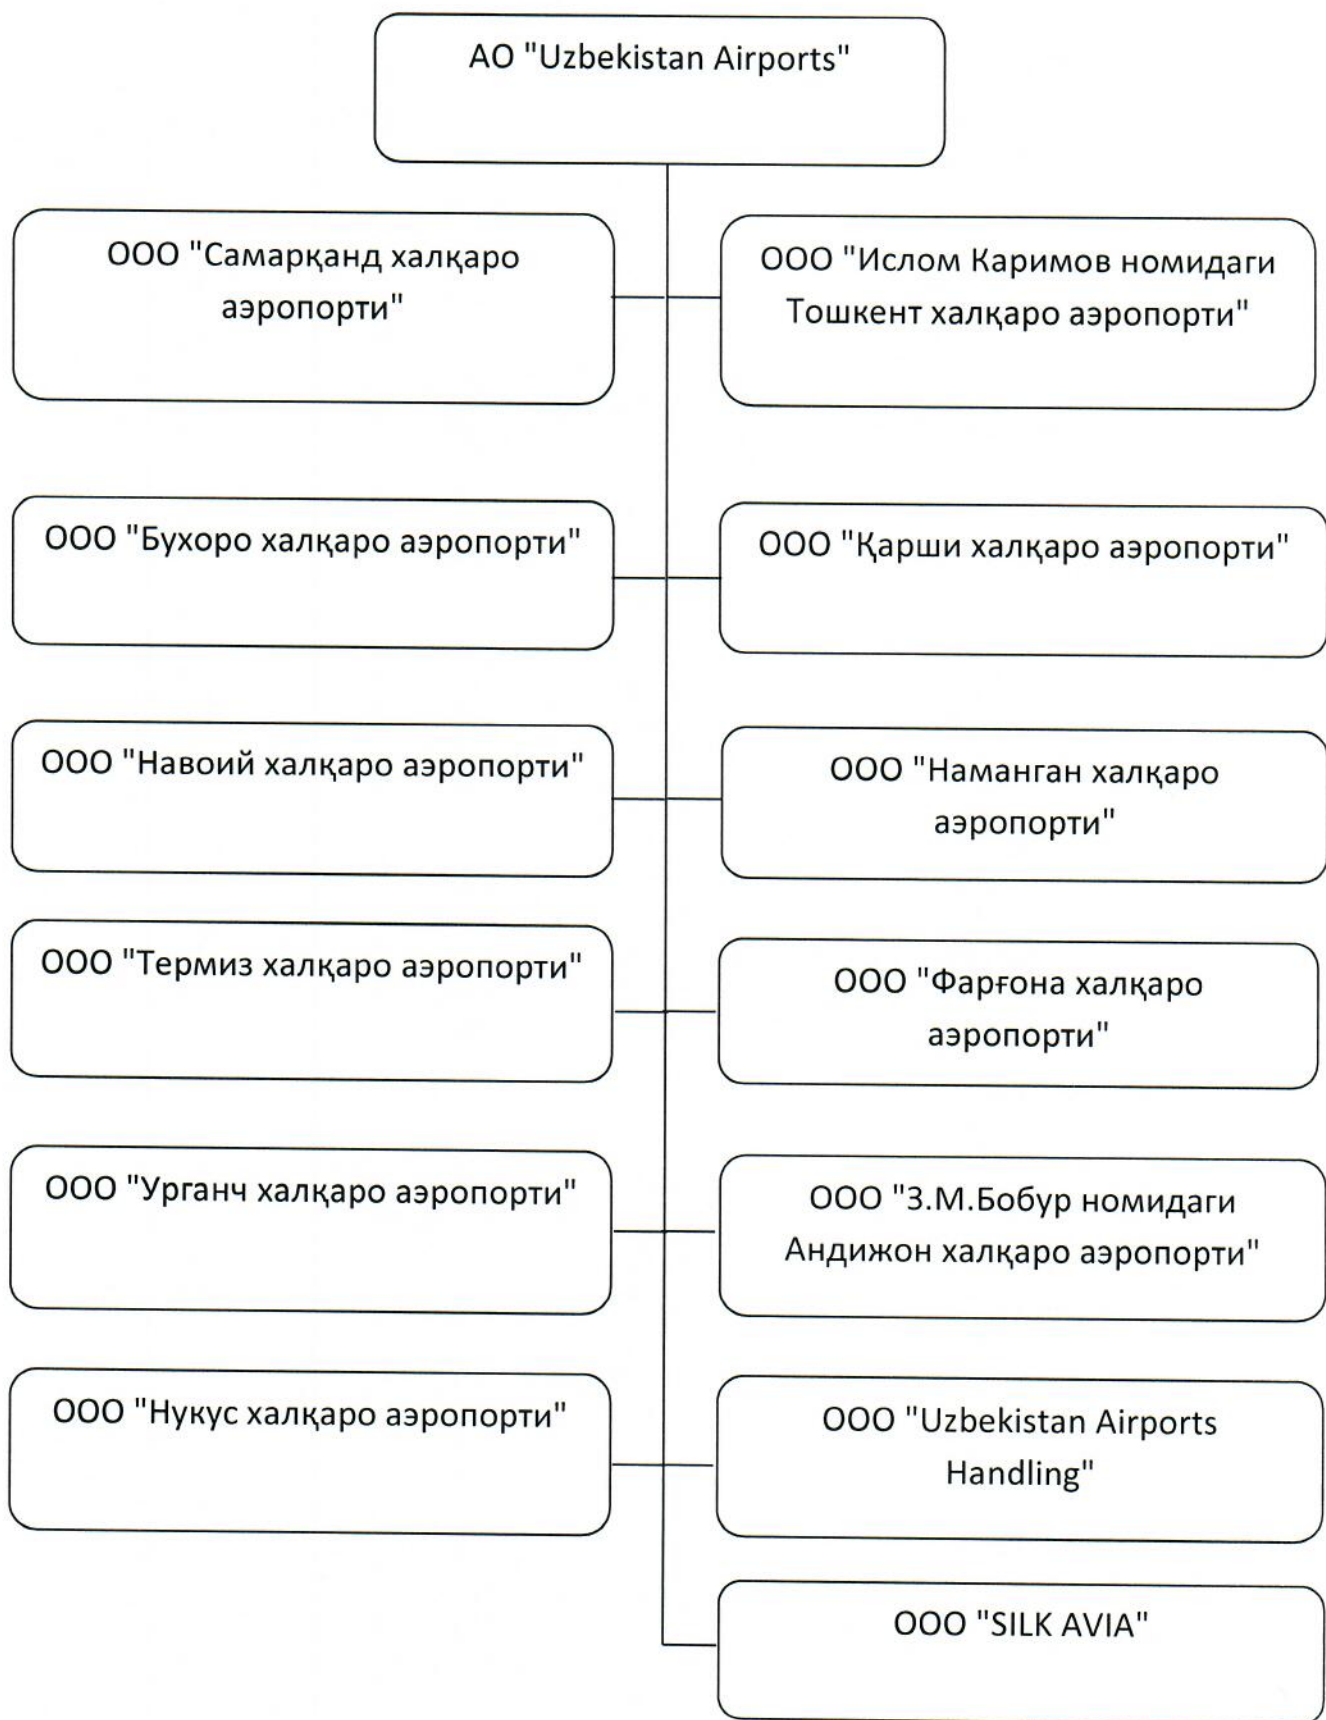 АО "Uzbekistan Airports"
ООО "Самарқанд халқаро
аэропорти"
ООО "Ислом Каримов номидаги
Тошкент халқаро аэропорти"
ООО "Бухоро халқаро аэропорти"
ООО "Қарши халқаро аэропорти"
ООО "Навоий халқаро аэропорти"
ООО "Наманган халқаро
аэропорти"
ООО "Термиз халқаро аэропорти"
ООО "Фарғона халқаро
аэропорти"
ООО "Урганч халқаро аэропорти"
ООО "З.М.Бобур номидаги
Андижон халқаро аэропорти"
ООО "Нукус халқаро аэропорти"
ООО "Uzbekistan Airports
Handling"
ООО "SILK AVIA"